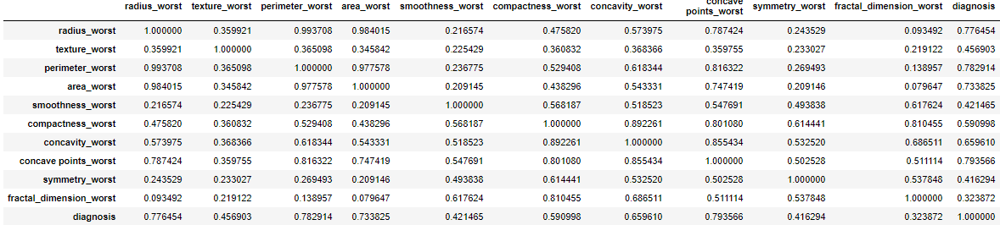 radius_worst texture_worst perimeter_worst area_worst smoothness_worst compactness_worst concavity_worst concave points_worst symmetry_worst fractal_dimension_worst diagnosis
radius_worst 1.000000 0.359921 0.993708 0.984015 0.216574 0.475820 0.573975 0.787424 0.243529 0.093492 0.776454
texture_worst 0.359921 1.000000 0.365098 0.345842 0.225429 0.360832 0.368366 0.359755 0.233027 0.219122 0.456903
perimeter_worst 0.993708 0.365098 1.000000 0.977578 0.236775 0.529408 0.618344 0.816322 0.269493 0.138957 0.782914
area_worst 0.984015 0.345842 0.977578 1.000000 0.209145 0.438296 0.543331 0.747419 0.209146 0.079647 0.733825
smoothness_worst 0.216574 0.225429 0.236775 0.209145 1.000000 0.568187 0.518523 0.547691 0.493838 0.617624 0.421465
compactness_worst 0.475820 0.360832 0.529408 0.438296 0.568187 1.000000 0.892261 0.801080 0.614441 0.810455 0.590998
concavity_worst 0.573975 0.368366 0.618344 0.543331 0.518523 0.892261 1.000000 0.855434 0.532520 0.686511 0.659610
concave points_worst 0.787424 0.359755 0.816322 0.747419 0.547691 0.801080 0.855434 1.000000 0.502528 0.511114 0.793566
symmetry_worst 0.243529 0.233027 0.269493 0.209146 0.493838 0.614441 0.532520 0.502528 1.000000 0.537848 0.416294
fractal_dimension_worst 0.093492 0.219122 0.138957 0.079647 0.617624 0.810455 0.686511 0.511114 0.537848 1.000000 0.323872
diagnosis 0.776454 0.456903 0.782914 0.733825 0.421465 0.590998 0.659610 0.793566 0.416294 0.323872 1.000000